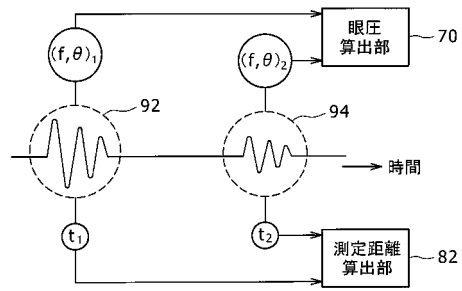 (f,θ)₁
(f,θ)₂
眼圧
算出部
70
92
94
時間
t₁
t₂
測定距離
算出部
82